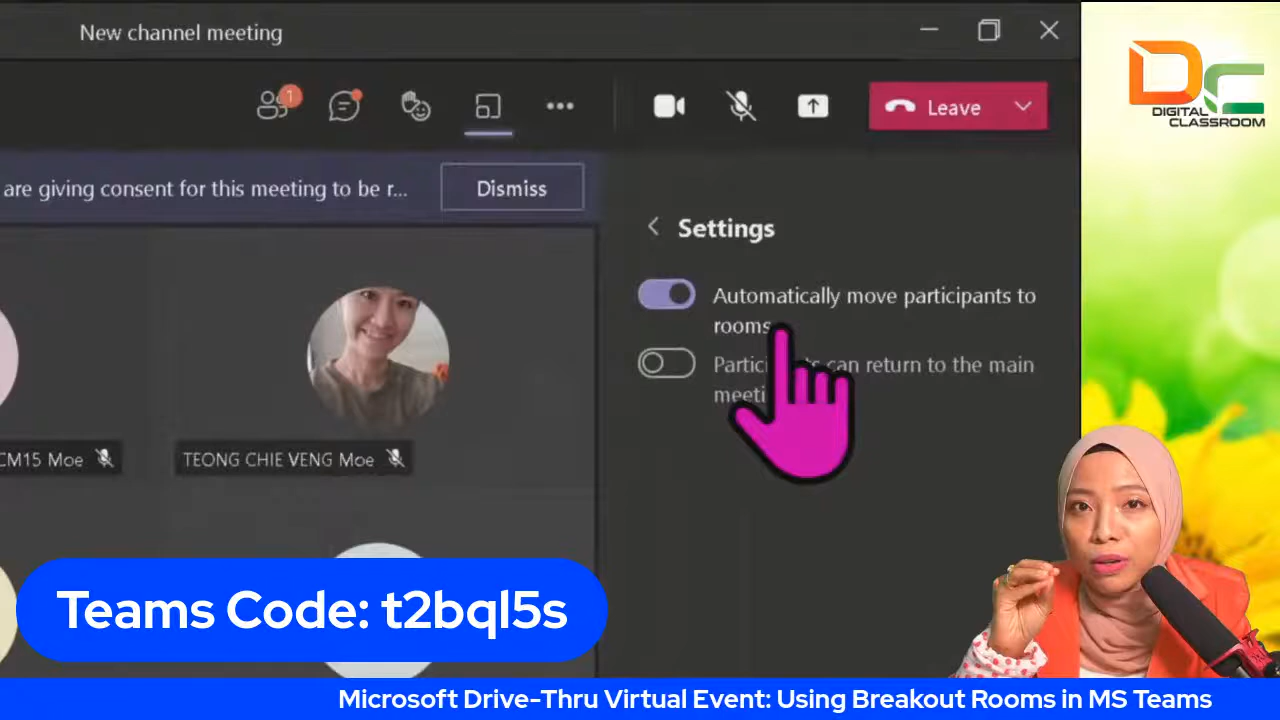 New channel meeting
DIGITAL
CLASSROOM
1
Leave
are giving consent for this meeting to be r...
Dismiss
Settings
Automatically move participants to
rooms
can return to the main
CM15 Moe
TEONG CHIE VENG Moe
Teams Code: t2bql5s
Microsoft Drive-Thru Virtual Event: Using Breakout Rooms in MS Teams